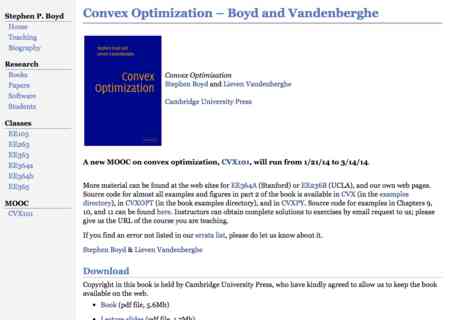 Stephen P. Boyd
Home
Teaching
Biography
Research
Books
Papers
Software
Students
Classes
EE103
EE263
EE363
EE364a
EE364b
EE365
MOOC
CVX101
Convex Optimization – Boyd and Vandenberghe
Stephen Boyd and
Lieven Vandenberghe
Convex
Optimization
Convex Optimization
Stephen Boyd and Lieven Vandenberghe
Cambridge University Press
A new MOOC on convex optimization, CVX101, will run from 1/21/14 to 3/14/14.
More material can be found at the web sites for EE364A (Stanford) or EE236B (UCLA), and our own web pages.
Source code for almost all examples and figures in part 2 of the book is available in CVX (in the examples
directory), in CVXOPT (in the book examples directory), and in CVXPY. Source code for examples in Chapters 9,
10, and 11 can be found here. Instructors can obtain complete solutions to exercises by email request to us; please
give us the URL of the course you are teaching.
If you find an error not listed in our errata list, please do let us know about it.
Stephen Boyd & Lieven Vandenberghe
Download
Copyright in this book is held by Cambridge University Press, who have kindly agreed to allow us to keep the book
available on the web.
Book (pdf file, 5.6Mb)
Lecture slides (pdf file, 1.7Mb)